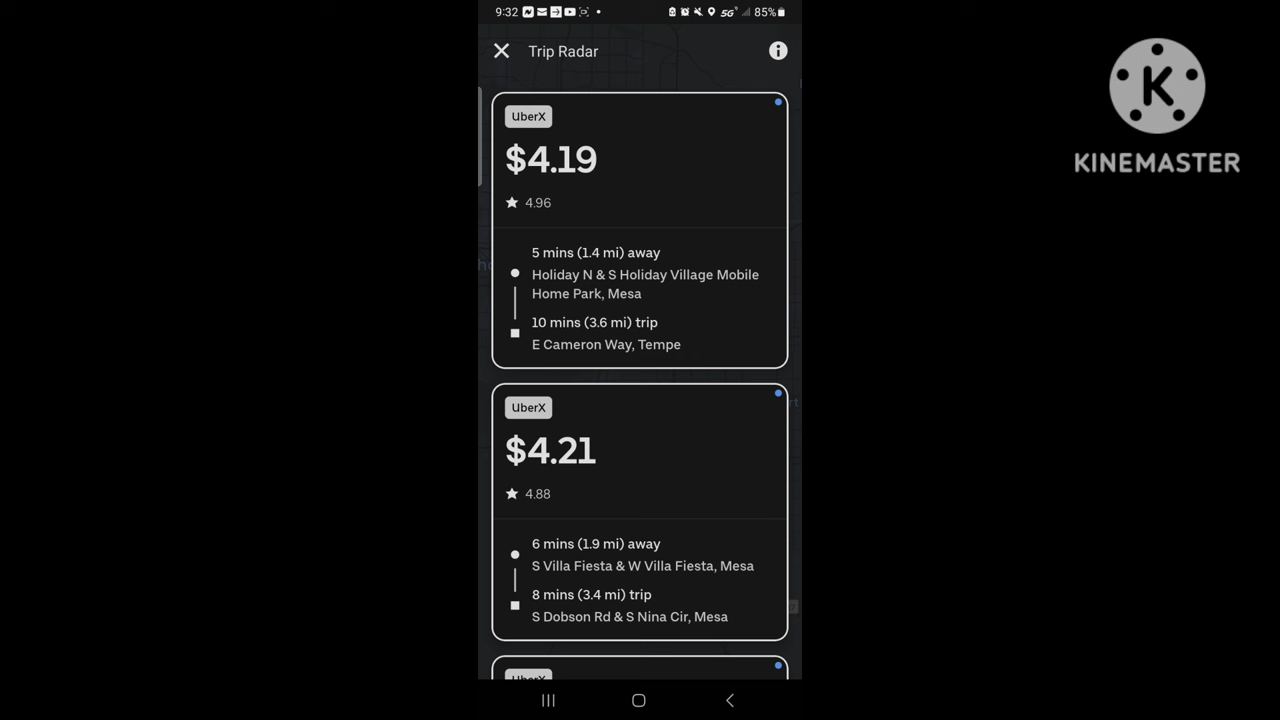 9:32
5G
85%
Trip Radar
K
KINEMASTER
UberX
$4.19
4.96
5 mins (1.4 mi) away
Holiday N & S Holiday Village Mobile
Home Park, Mesa
10 mins (3.6 mi) trip
E Cameron Way, Tempe
UberX
$4.21
4.88
6 mins (1.9 mi) away
S Villa Fiesta & W Villa Fiesta, Mesa
8 mins (3.4 mi) trip
S Dobson Rd & S Nina Cir, Mesa
UberX